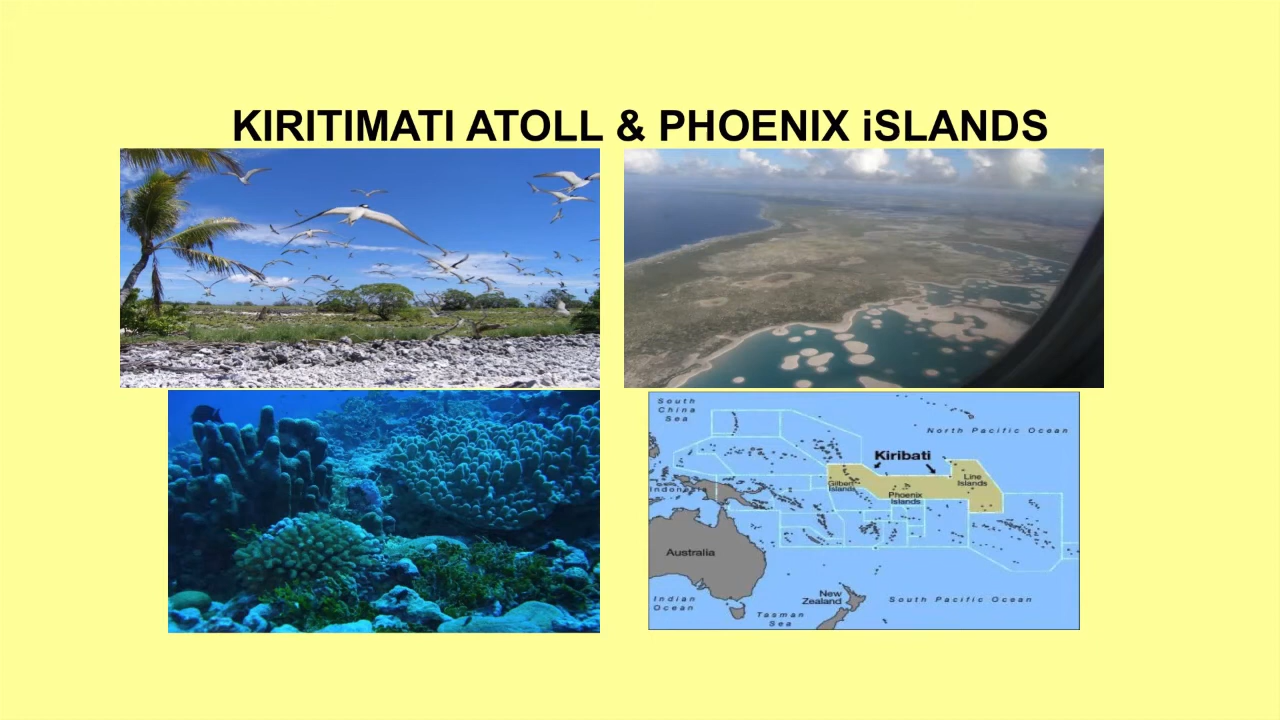 KIRITIMATI ATOLL & PHOENIX iSLANDS
South
China
Sea
North Pacific Ocean
Kiribati
Gilbert
Islands
Line
Islands
Phoenix
Islands
Indonesia
Australia
Indian
Ocean
New
Zealand
South Pacific Ocean
Tasman
Sea